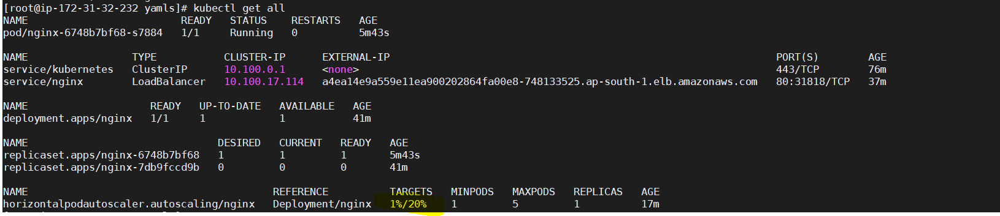 [root@ip-172-31-32-232 yamls]# kubectl get all
NAME                         READY   STATUS    RESTARTS   AGE
pod/nginx-6748b7bf68-s7884   1/1     Running   0          5m43s

NAME                 TYPE           CLUSTER-IP      EXTERNAL-IP                                                               PORT(S)        AGE
service/kubernetes   ClusterIP      10.100.0.1      <none>                                                                    443/TCP        76m
service/nginx        LoadBalancer   10.100.17.114   a4ea14e9a559e11ea900202864fa00e8-748133525.ap-south-1.elb.amazonaws.com   80:31818/TCP   37m

NAME                    READY   UP-TO-DATE   AVAILABLE   AGE
deployment.apps/nginx   1/1     1            1           41m

NAME                               DESIRED   CURRENT   READY   AGE
replicaset.apps/nginx-6748b7bf68   1         1         1       5m43s
replicaset.apps/nginx-7db9fccd9b   0         0         0       41m

NAME                                        REFERENCE          TARGETS   MINPODS   MAXPODS   REPLICAS   AGE
horizontalpodautoscaler.autoscaling/nginx   Deployment/nginx   1%/20%    1         5         1          17m